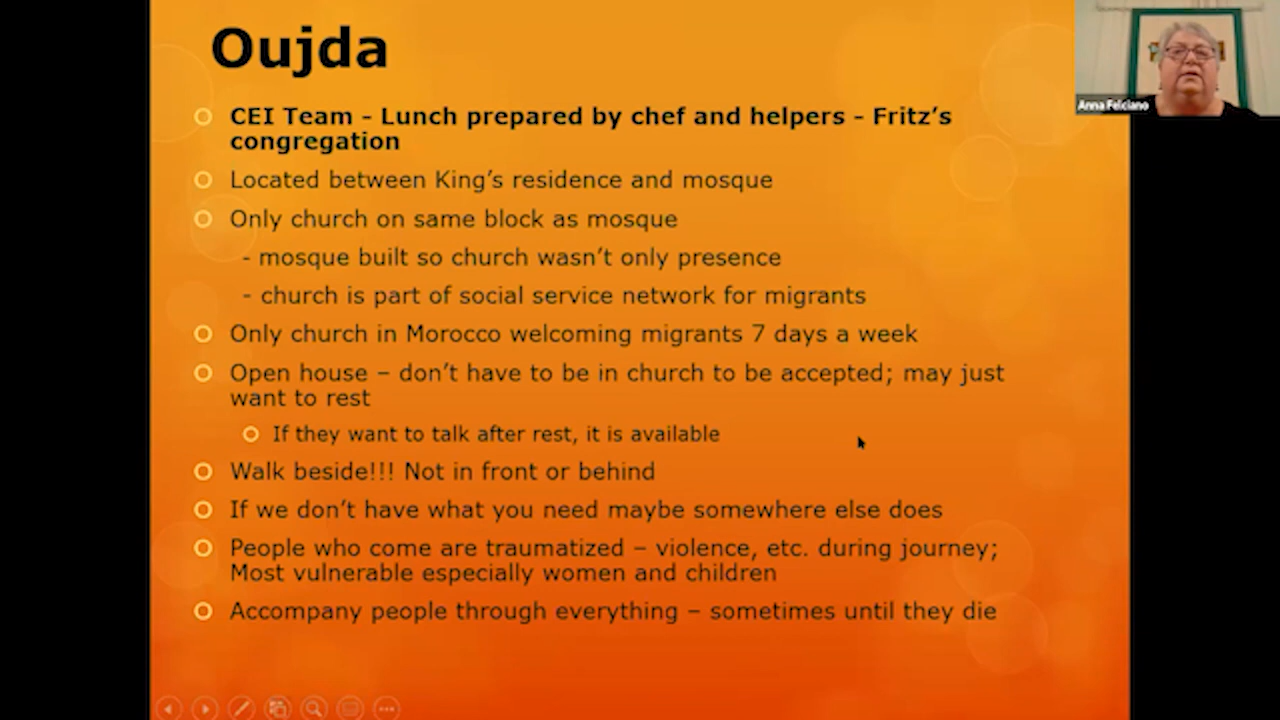 Oujda
CEI Team - Lunch prepared by chef and helpers - Fritz's
congregation
Located between King's residence and mosque
Only church on same block as mosque
- mosque built so church wasn't only presence
- church is part of social service network for migrants
Only church in Morocco welcoming migrants 7 days a week
Open house – don't have to be in church to be accepted; may just
want to rest
If they want to talk after rest, it is available
Walk beside!!! Not in front or behind
If we don't have what you need maybe somewhere else does
People who come are traumatized – violence, etc. during journey;
Most vulnerable especially women and children
Accompany people through everything – sometimes until they die
Anna Felciano